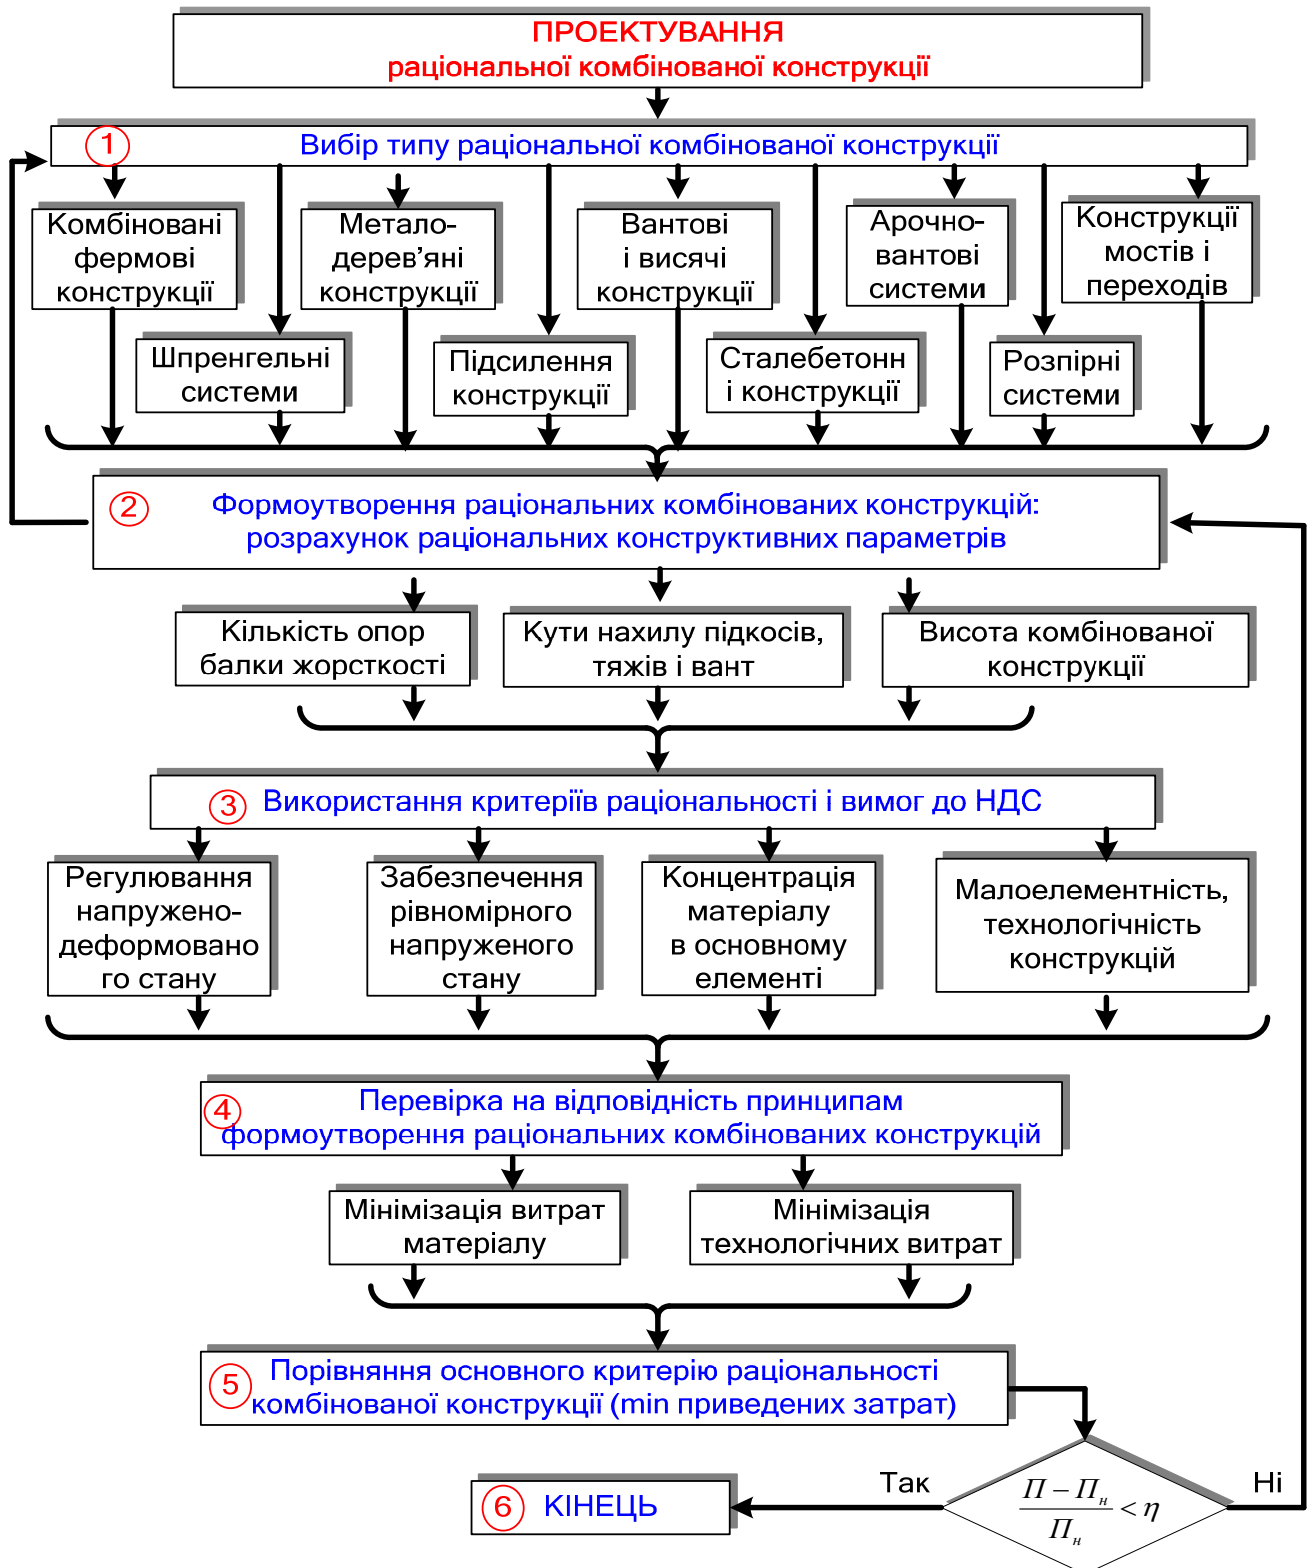 ПРОЕКТУВАННЯ
раціональної комбінованої конструкції
1
Вибір типу раціональної комбінованої конструкції
Комбіновані
фермові
конструкції
Метало-
дерев’яні
конструкції
Вантові
і висячі
конструкції
Арочно-
вантові
системи
Конструкції
мостів і
переходів
Шпренгельні
системи
Підсилення
конструкції
Сталебетонн
і конструкції
Розпірні
системи
2
Формоутворення раціональних комбінованих конструкцій:
розрахунок раціональних конструктивних параметрів
Кількість опор
балки жорсткості
Кути нахилу підкосів,
тяжів і вант
Висота комбінованої
конструкції
3
Використання критеріїв раціональності і вимог до НДС
Регулювання
напружено-
деформовано
го стану
Забезпечення
рівномірного
напруженого
стану
Концентрація
матеріалу
в основному
елементі
Малоелементність,
технологічність
конструкцій
4
Перевірка на відповідність принципам
формоутворення раціональних комбінованих конструкцій
Мінімізація витрат
матеріалу
Мінімізація
технологічних витрат
5
Порівняння основного критерію раціональності
комбінованої конструкції (min приведених затрат)
Так
Ні
П − Пн
Пн
< η
6
КІНЕЦЬ